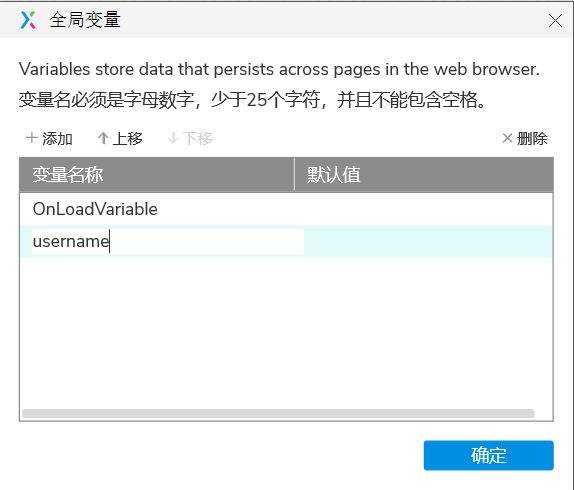 全局变量
Variables store data that persists across pages in the web browser.
变量名必须是字母数字，少于25个字符，并且不能包含空格。
添加 上移 下移 删除
变量名称 默认值
OnLoadVariable
username
确定